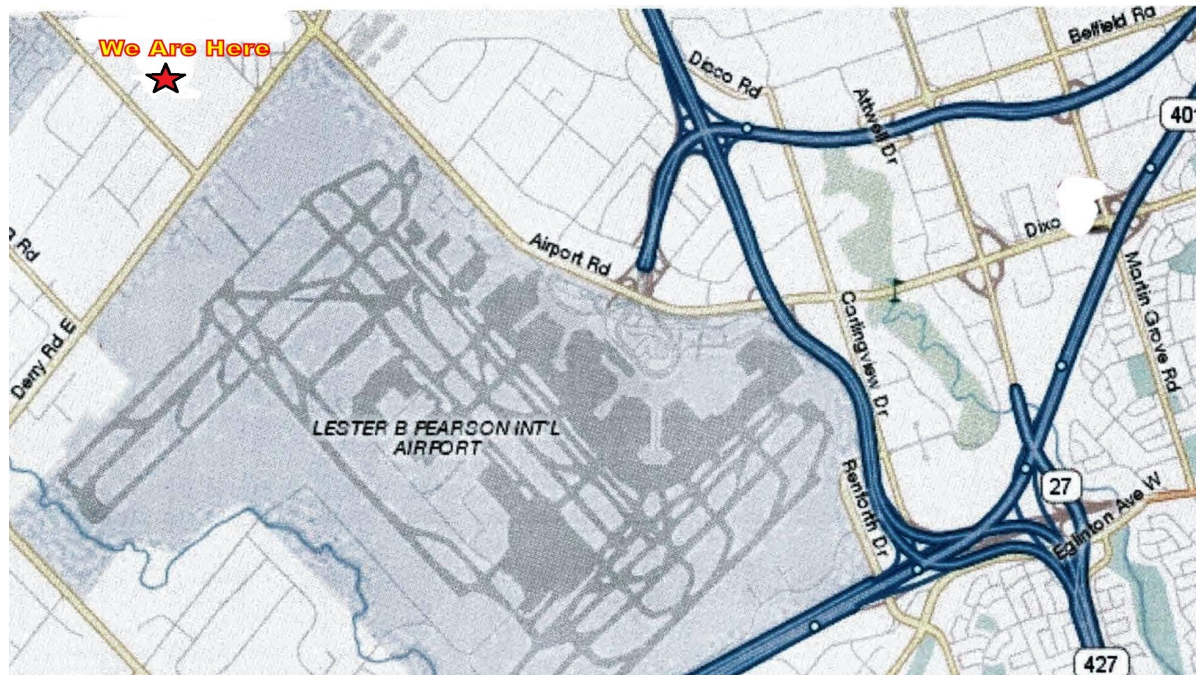 We Are Here
Belfield Rd
Disco Rd
Attwell Dr
401
Dixo
Airport Rd
Martin Grove Rd
Rd
Carlingview Dr
Derry Rd E
LESTER B PEARSON INT'L
AIRPORT
Renforth Dr
27
Eglinton Ave W
427